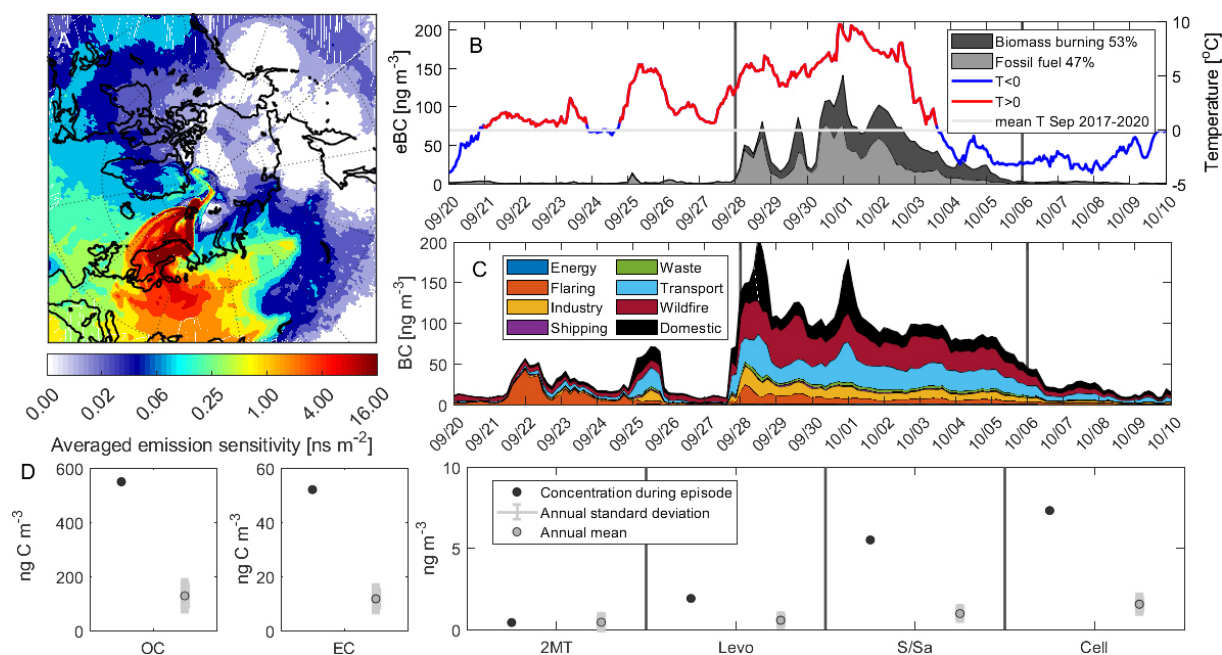 A
0.00
0.02
0.06
0.25
1.00
4.00
16.00
Averaged emission sensitivity [ns m-2]
B
eBC [ng m-3]
200
150
100
50
0
Biomass burning 53%
Fossil fuel 47%
T<0
T>0
mean T Sep 2017-2020
10
5
0
-5
Temperature [oC]
09/20
09/21
09/22
09/23
09/24
09/25
09/26
09/27
09/28
09/29
09/30
10/01
10/02
10/03
10/04
10/05
10/06
10/07
10/08
10/09
10/10
C
BC [ng m-3]
200
150
100
50
0
Energy
Flaring
Industry
Shipping
Waste
Transport
Wildfire
Domestic
09/20
09/21
09/22
09/23
09/24
09/25
09/26
09/27
09/28
09/29
09/30
10/01
10/02
10/03
10/04
10/05
10/06
10/07
10/08
10/09
10/10
D
ng C m-3
600
400
200
0
OC
ng C m-3
60
40
20
0
EC
ng m-3
10
5
0
Concentration during episode
Annual standard deviation
Annual mean
2MT
Levo
S/Sa
Cell